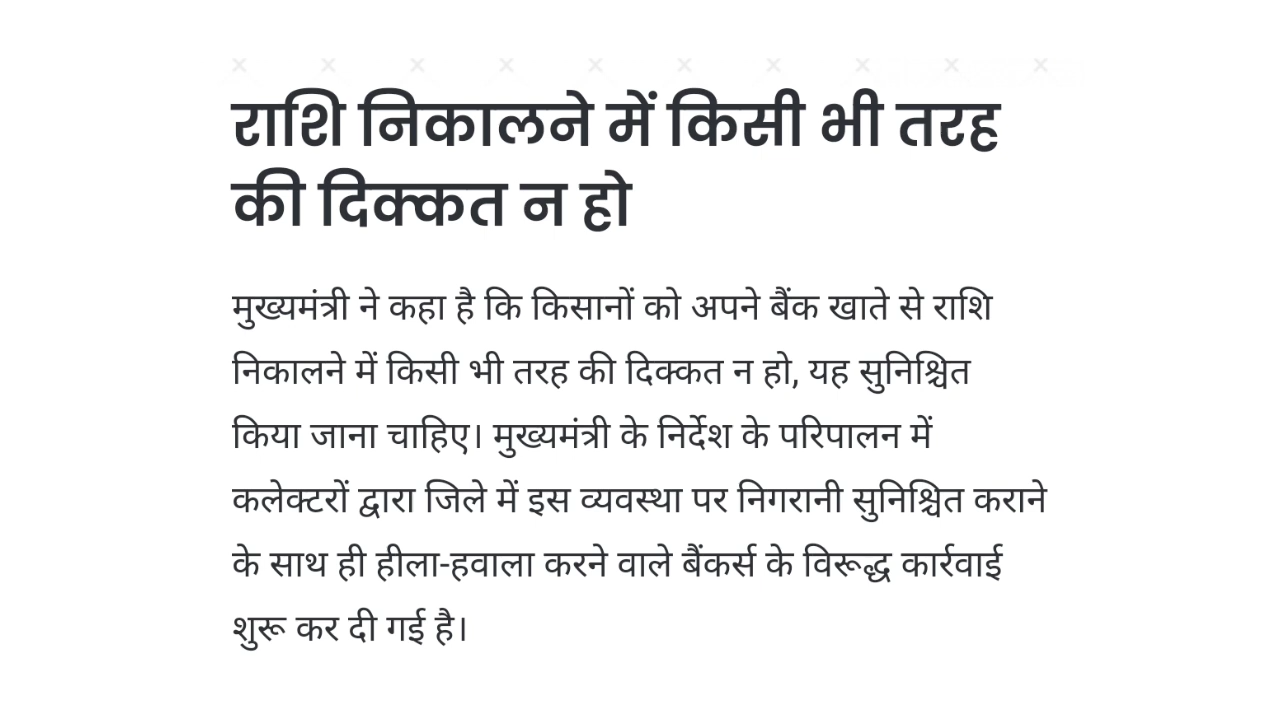 राशि निकालने में किसी भी तरह
की दिक्कत न हो
मुख्यमंत्री ने कहा है कि किसानों को अपने बैंक खाते से राशि
निकालने में किसी भी तरह की दिक्कत न हो, यह सुनिश्चित
किया जाना चाहिए। मुख्यमंत्री के निर्देश के परिपालन में
कलेक्टरों द्वारा जिले में इस व्यवस्था पर निगरानी सुनिश्चित कराने
के साथ ही हीला-हवाला करने वाले बैंकर्स के विरूद्ध कार्रवाई
शुरू कर दी गई है।